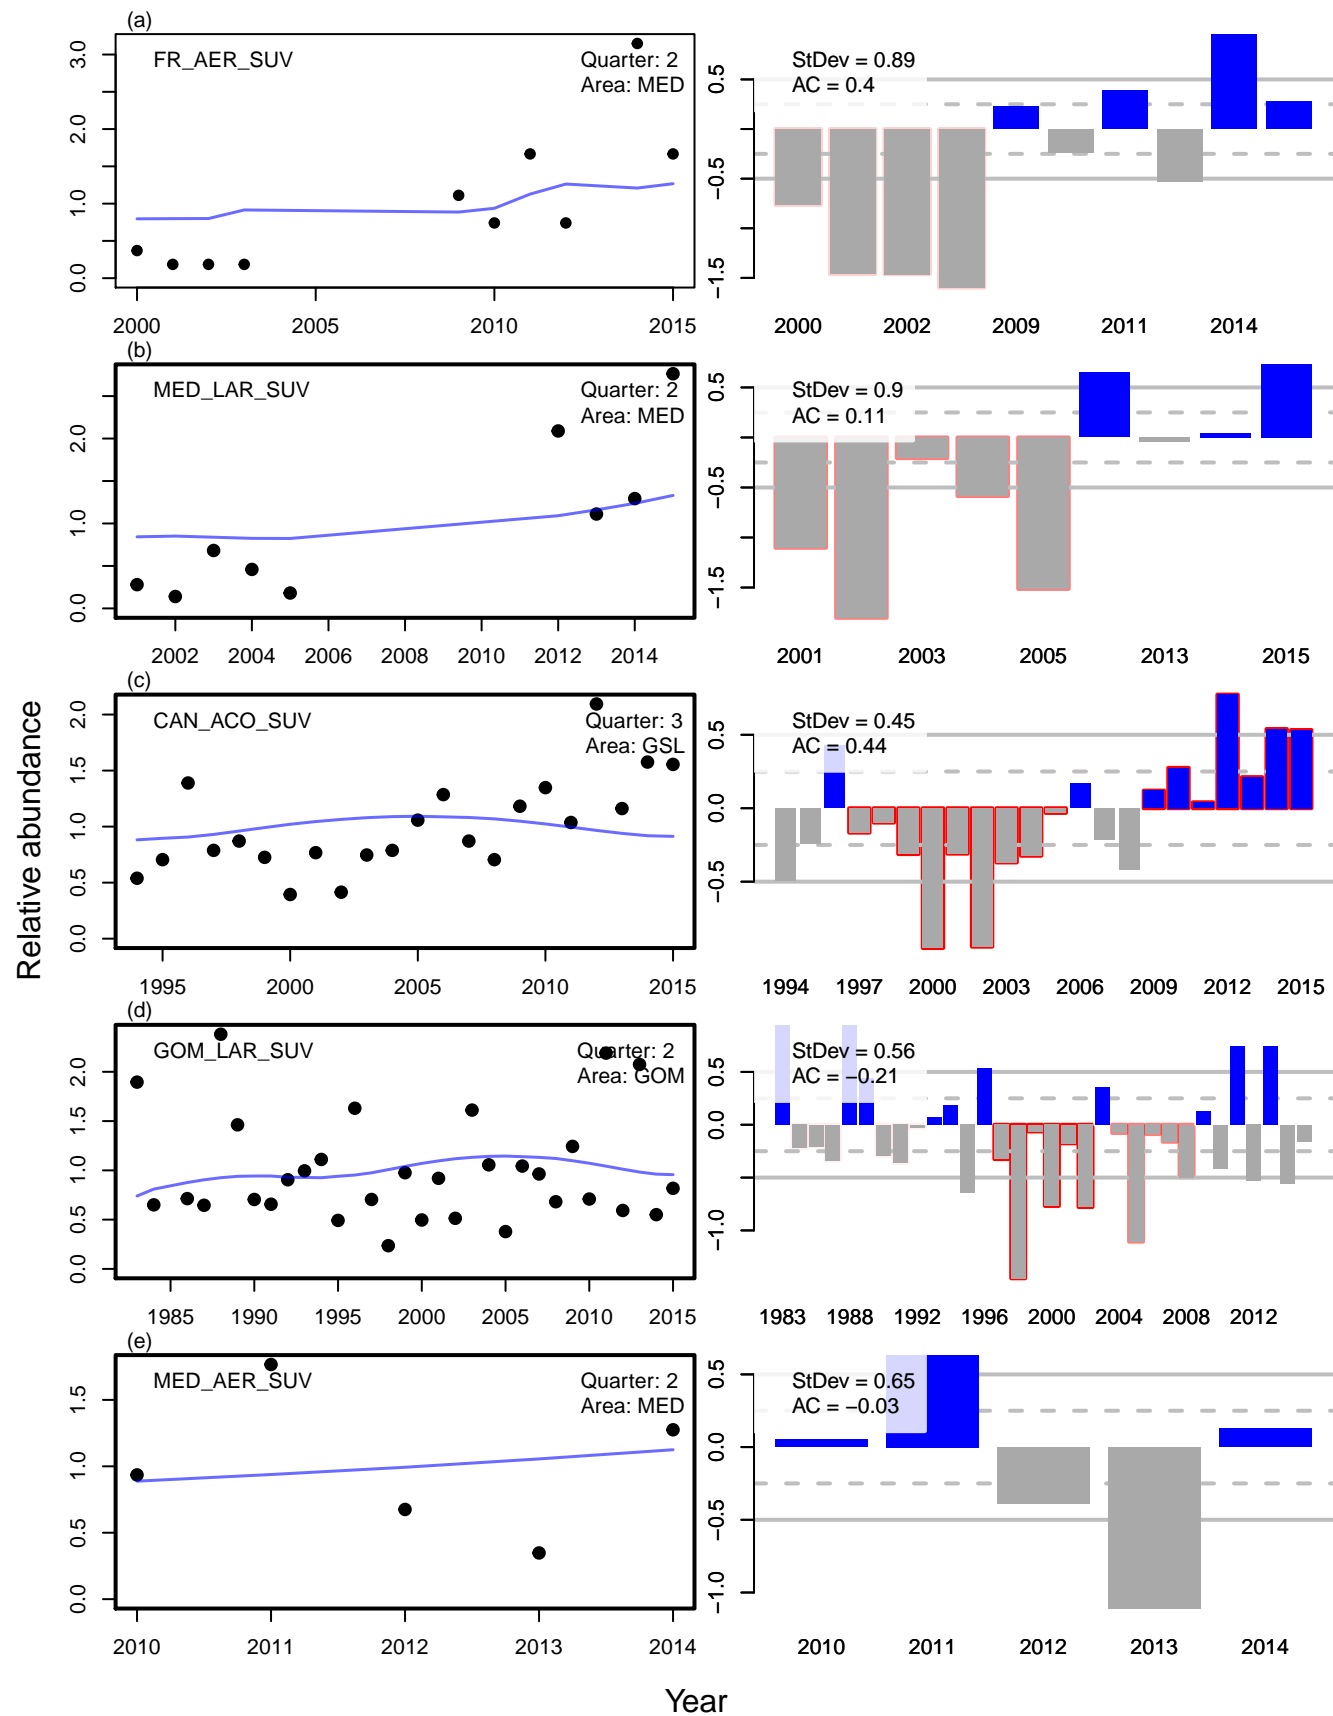 (a)
FR_AER_SUV
Quarter: 2
Area: MED
0.0 1.0 2.0 3.0
2000 2005 2010 2015
StDev = 0.89
AC = 0.4
−1.5 −0.5 0.5
2000 2002 2009 2011 2014
(b)
MED_LAR_SUV
Quarter: 2
Area: MED
0.0 1.0 2.0
2002 2004 2006 2008 2010 2012 2014
StDev = 0.9
AC = 0.11
−1.5 −0.5 0.5
2001 2003 2005 2013 2015
(c)
CAN_ACO_SUV
Quarter: 3
Area: GSL
0.0 0.5 1.0 1.5 2.0
1995 2000 2005 2010 2015
StDev = 0.45
AC = 0.44
−0.5 0.0 0.5
1994 1997 2000 2003 2006 2009 2012 2015
Relative abundance
(d)
GOM_LAR_SUV
Quarter: 2
Area: GOM
0.0 0.5 1.0 1.5 2.0
1985 1990 1995 2000 2005 2010 2015
StDev = 0.56
AC = −0.21
−1.0 0.0 0.5
1983 1988 1992 1996 2000 2004 2008 2012
(e)
MED_AER_SUV
Quarter: 2
Area: MED
0.0 0.5 1.0 1.5
2010 2011 2012 2013 2014
StDev = 0.65
AC = −0.03
−1.0 −0.5 0.0 0.5
2010 2011 2012 2013 2014
Year